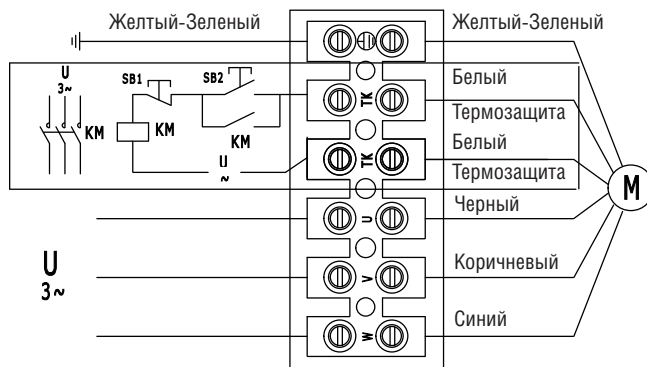 Желтый-Зеленый
Желтый-Зеленый
U
3~
SB1
SB2
KM
KM
KM
U
~
TK
Белый
Термозащита
TK
Белый
Термозащита
M
U
Черный
U
3~
V
Коричневый
W
Синий